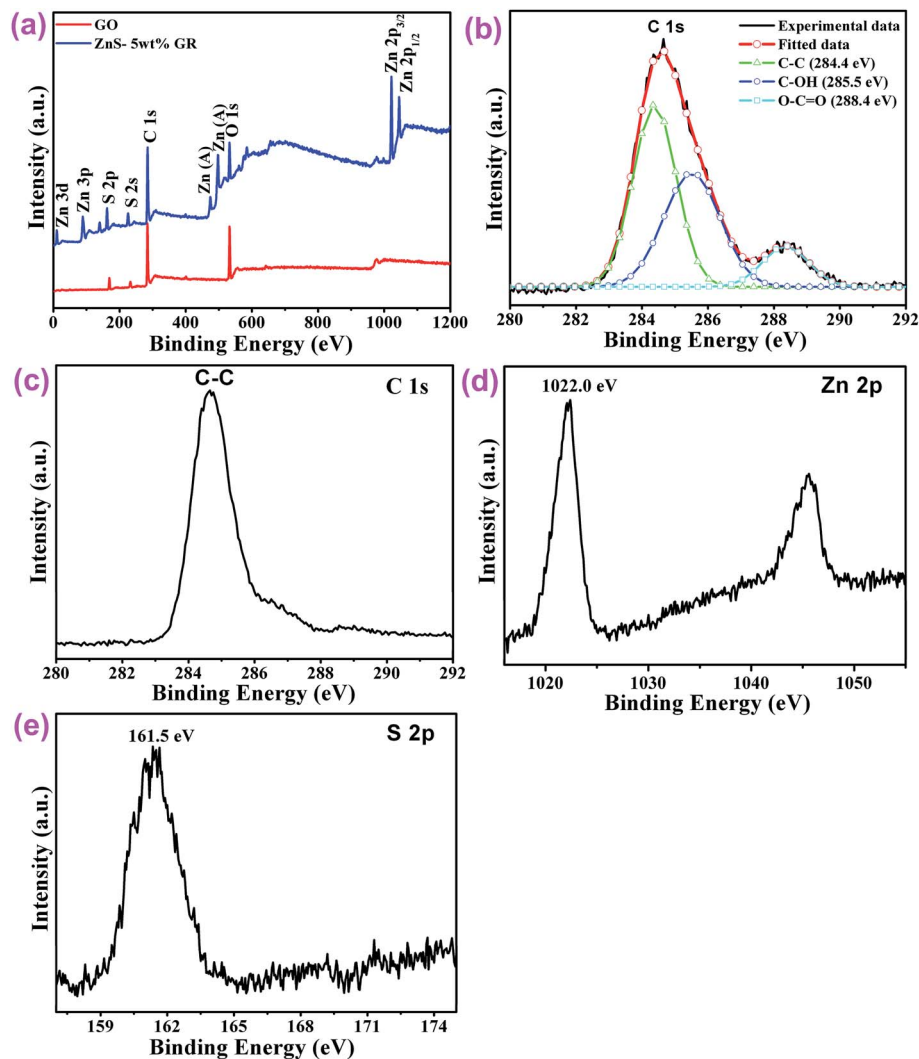 (a)
GO
ZnS- 5wt% GR
Zn 3d
Zn 3p
S 2p
S 2s
C 1s
Zn (A)
Zn (A)
O 1s
Zn 2p3/2
Zn 2p1/2
Intensity (a.u.)
0 200 400 600 800 1000 1200
Binding Energy (eV)
(b)
C 1s
Experimental data
Fitted data
C-C (284.4 eV)
C-OH (285.5 eV)
O-C=O (288.4 eV)
Intensity (a.u.)
280 282 284 286 288 290 292
Binding Energy (eV)
(c)
C-C
C 1s
Intensity (a.u.)
280 282 284 286 288 290 292
Binding Energy (eV)
(d)
1022.0 eV
Zn 2p
Intensity (a.u.)
1020 1030 1040 1050
Binding Energy (eV)
(e)
161.5 eV
S 2p
Intensity (a.u.)
159 162 165 168 171 174
Binding Energy (eV)